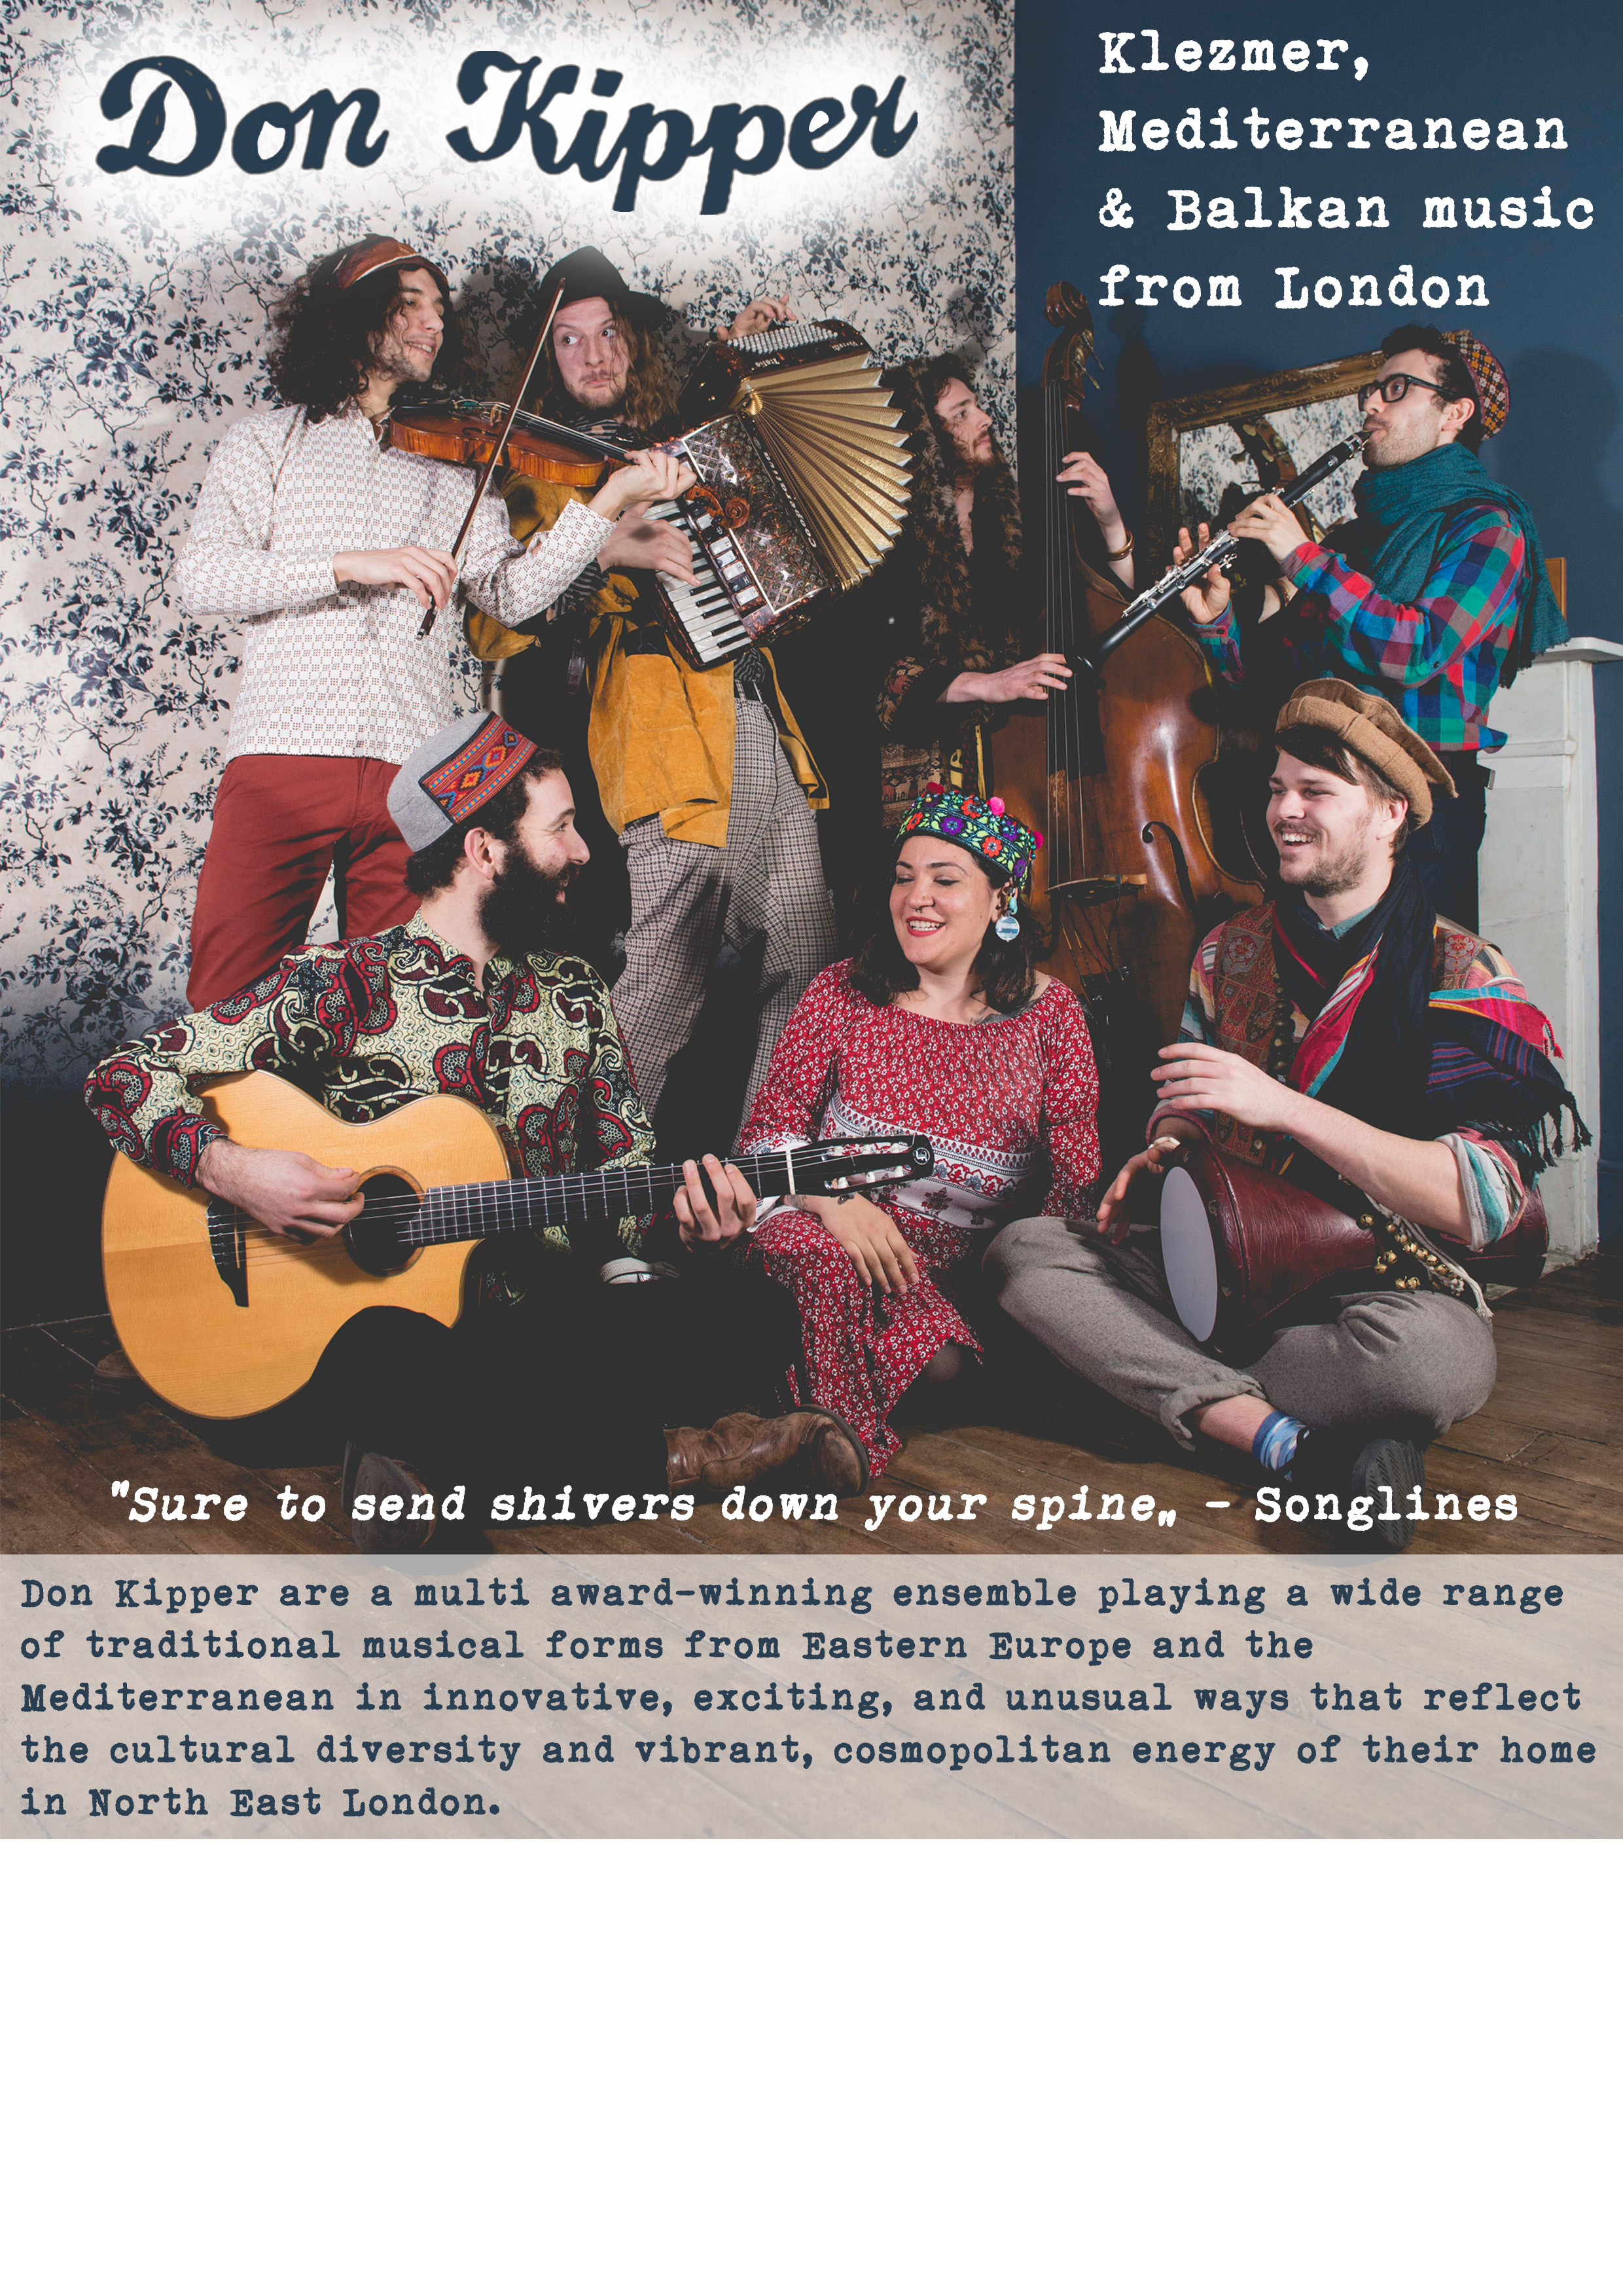 Don Kipper
Klezmer,
Mediterranean
& Balkan music
from London
"Sure to send shivers down your spine„ - Songlines
Don Kipper are a multi award-winning ensemble playing a wide range
of traditional musical forms from Eastern Europe and the
Mediterranean in innovative, exciting, and unusual ways that reflect
the cultural diversity and vibrant, cosmopolitan energy of their home
in North East London.